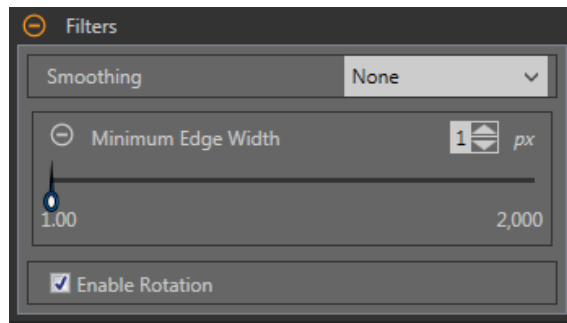 Filters
Smoothing None
Minimum Edge Width 1 px
1.00 2,000
Enable Rotation